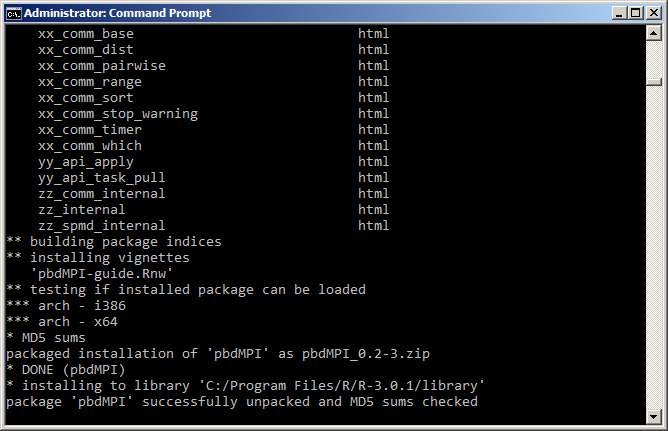 Administrator: Command Prompt
xx_comm_base html
xx_comm_dist html
xx_comm_pairwise html
xx_comm_range html
xx_comm_sort html
xx_comm_stop_warning html
xx_comm_timer html
xx_comm_which html
yy_api_apply html
yy_api_task_pull html
zz_comm_internal html
zz_internal html
zz_spmd_internal html
** building package indices
** installing vignettes
'pbdMPI-guide.Rnw'
** testing if installed package can be loaded
*** arch - i386
*** arch - x64
* MD5 sums
packaged installation of 'pbdMPI' as pbdMPI_0.2-3.zip
* DONE (pbdMPI)
* installing to library 'C:/Program Files/R/R-3.0.1/library'
package 'pbdMPI' successfully unpacked and MD5 sums checked